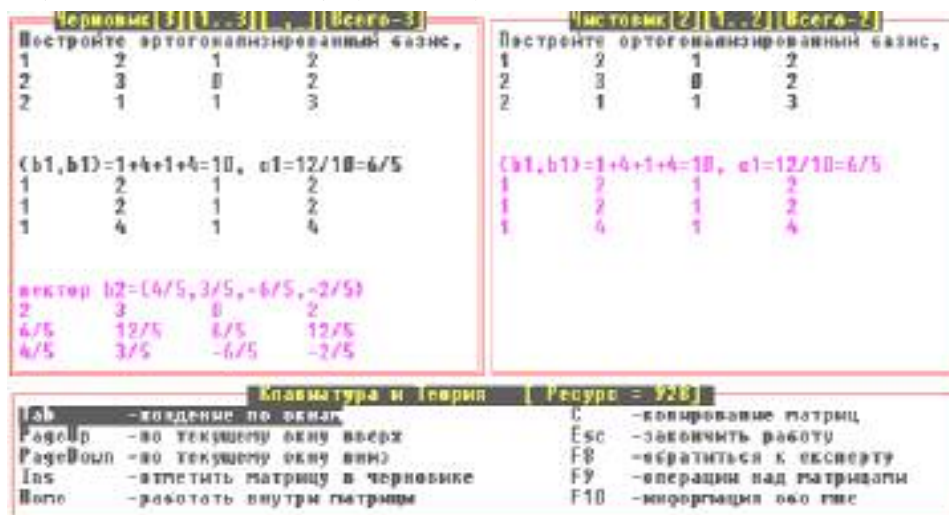 Черновик[3][1..3][ , ][Всего-3]
Постройте ортогонализированный базис,
1 2 1 2
2 3 0 2
2 1 1 3
(b1,b1)=1+4+1+4=10, c1=12/10=6/5
1 2 1 2
1 2 1 2
1 4 1 4
вектор b2=(4/5,3/5,-6/5,-2/5)
2 3 0 2
6/5 12/5 6/5 12/5
4/5 3/5 -6/5 -2/5
Чистовик[2][1..2][Всего-2]
Постройте ортогонализированный базис,
1 2 1 2
2 3 0 2
2 1 1 3
(b1,b1)=1+4+1+4=10, c1=12/10=6/5
1 2 1 2
1 2 1 2
1 4 1 4
Клавиатура и Теория [ Ресурс = 928]
Tab -хождение по окнам
PageUp -по текущему окну вверх
PageDown -по текущему окну вниз
Ins -отметить матрицу в черновике
Home -работать внутри матрицы
C -копирование матриц
Esc -закончить работу
F8 -обратиться к эксперту
F9 -операции над матрицами
F10 -информация обо мне